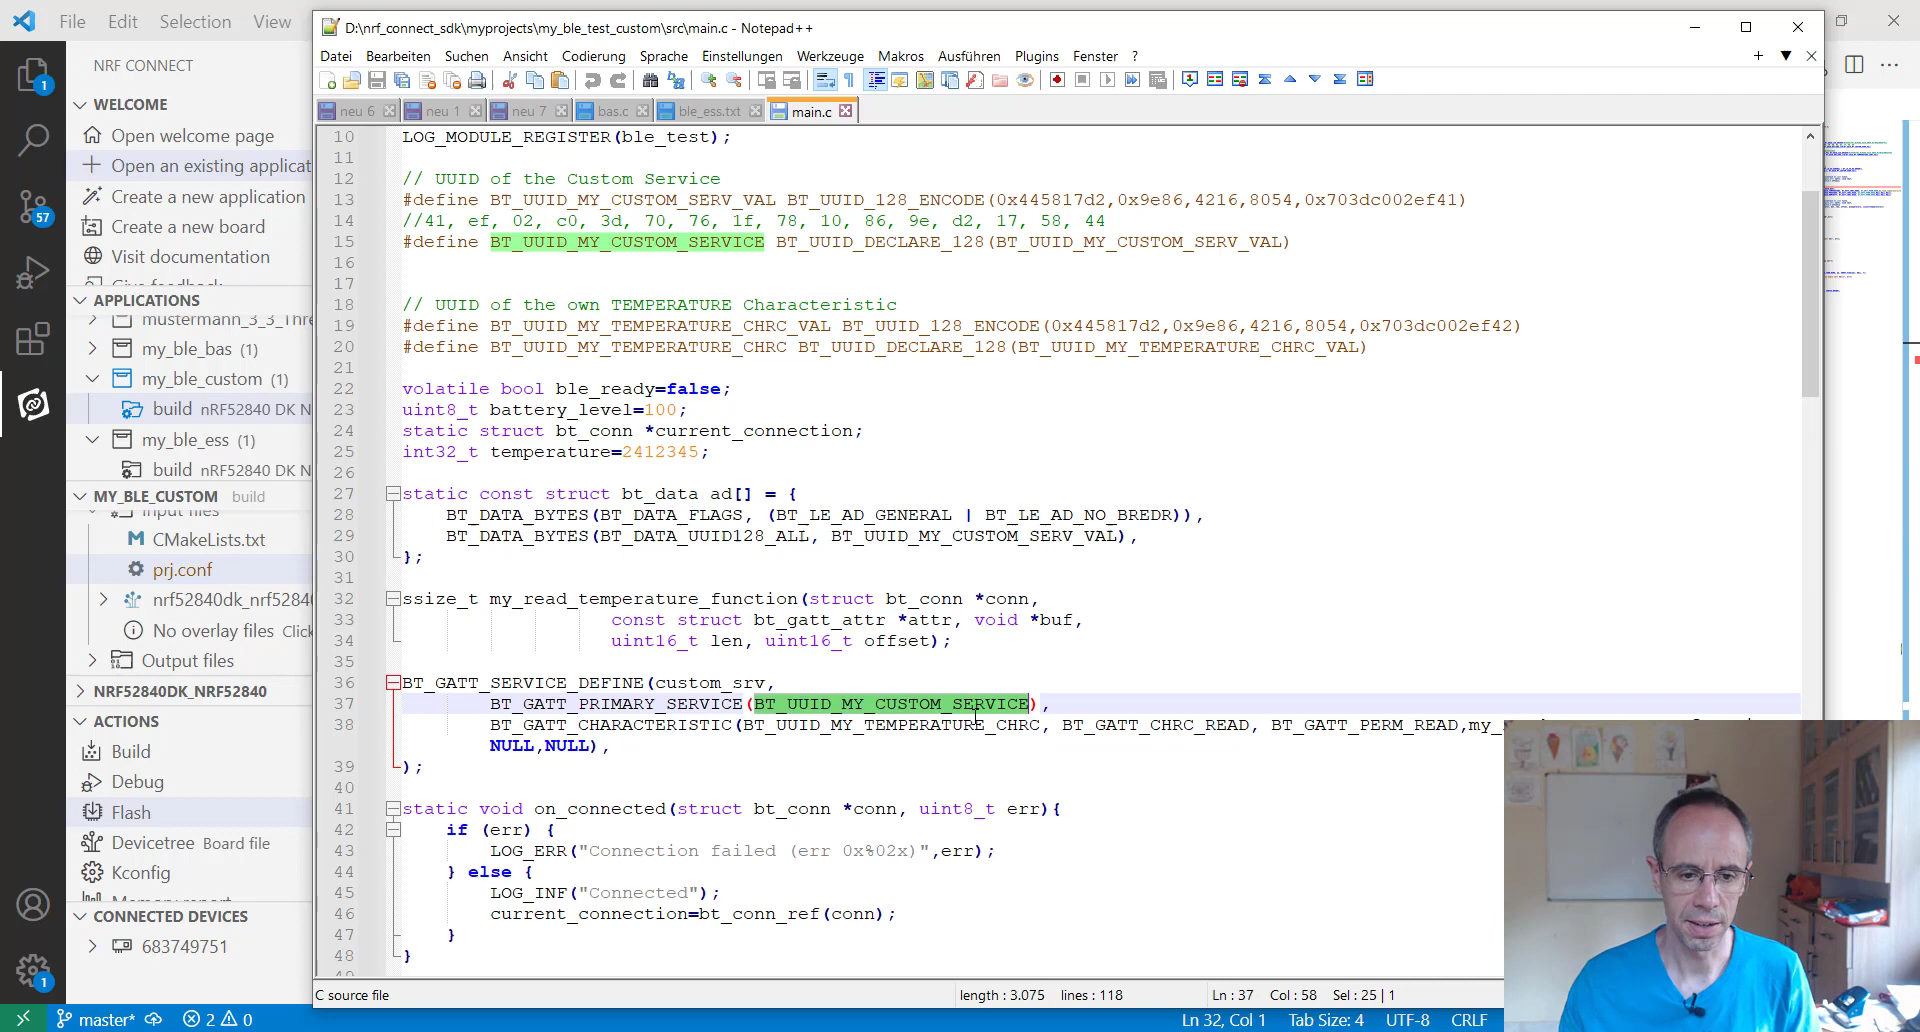 File Edit Selection View
D:\nrf_connect_sdk\myprojects\my_ble_test_custom\src\main.c - Notepad++
Datei Bearbeiten Suchen Ansicht Codierung Sprache Einstellungen Werkzeuge Makros Ausführen Plugins Fenster ?
neu 6 neu 1 neu 7 bas.c ble_ess.txt main.c
NRF CONNECT
WELCOME
Open welcome page
Open an existing applicat
Create a new application
Create a new board
Visit documentation
Give feedback
APPLICATIONS
mustermann_3_3_Thre
my_ble_bas (1)
my_ble_custom (1)
build nRF52840 DK N
my_ble_ess (1)
build nRF52840 DK N
MY_BLE_CUSTOM build
Input files
CMakeLists.txt
prj.conf
nrf52840dk_nrf5284
No overlay files Click
Output files
NRF52840DK_NRF52840
ACTIONS
Build
Debug
Flash
Devicetree Board file
Kconfig
Memory report
CONNECTED DEVICES
683749751
1
57
1
10 LOG_MODULE_REGISTER(ble_test);
11
12 // UUID of the Custom Service
13 #define BT_UUID_MY_CUSTOM_SERV_VAL BT_UUID_128_ENCODE(0x445817d2,0x9e86,4216,8054,0x703dc002ef41)
14 //41, ef, 02, c0, 3d, 70, 76, 1f, 78, 10, 86, 9e, d2, 17, 58, 44
15 #define BT_UUID_MY_CUSTOM_SERVICE BT_UUID_DECLARE_128(BT_UUID_MY_CUSTOM_SERV_VAL)
16
17
18 // UUID of the own TEMPERATURE Characteristic
19 #define BT_UUID_MY_TEMPERATURE_CHRC_VAL BT_UUID_128_ENCODE(0x445817d2,0x9e86,4216,8054,0x703dc002ef42)
20 #define BT_UUID_MY_TEMPERATURE_CHRC BT_UUID_DECLARE_128(BT_UUID_MY_TEMPERATURE_CHRC_VAL)
21
22 volatile bool ble_ready=false;
23 uint8_t battery_level=100;
24 static struct bt_conn *current_connection;
25 int32_t temperature=2412345;
26
27 static const struct bt_data ad[] = {
28 BT_DATA_BYTES(BT_DATA_FLAGS, (BT_LE_AD_GENERAL | BT_LE_AD_NO_BREDR)),
29 BT_DATA_BYTES(BT_DATA_UUID128_ALL, BT_UUID_MY_CUSTOM_SERV_VAL),
30 };
31
32 ssize_t my_read_temperature_function(struct bt_conn *conn,
33 const struct bt_gatt_attr *attr, void *buf,
34 uint16_t len, uint16_t offset);
35
36 BT_GATT_SERVICE_DEFINE(custom_srv,
37 BT_GATT_PRIMARY_SERVICE(BT_UUID_MY_CUSTOM_SERVICE),
38 BT_GATT_CHARACTERISTIC(BT_UUID_MY_TEMPERATURE_CHRC, BT_GATT_CHRC_READ, BT_GATT_PERM_READ,my_
NULL,NULL),
39 );
40
41 static void on_connected(struct bt_conn *conn, uint8_t err){
42 if (err) {
43 LOG_ERR("Connection failed (err 0x%02x)",err);
44 } else {
45 LOG_INF("Connected");
46 current_connection=bt_conn_ref(conn);
47 }
48 }
C source file length : 3.075 lines : 118 Ln : 37 Col : 58 Sel : 25 | 1
master* 2 0 Ln 32, Col 1 Tab Size: 4 UTF-8 CRLF